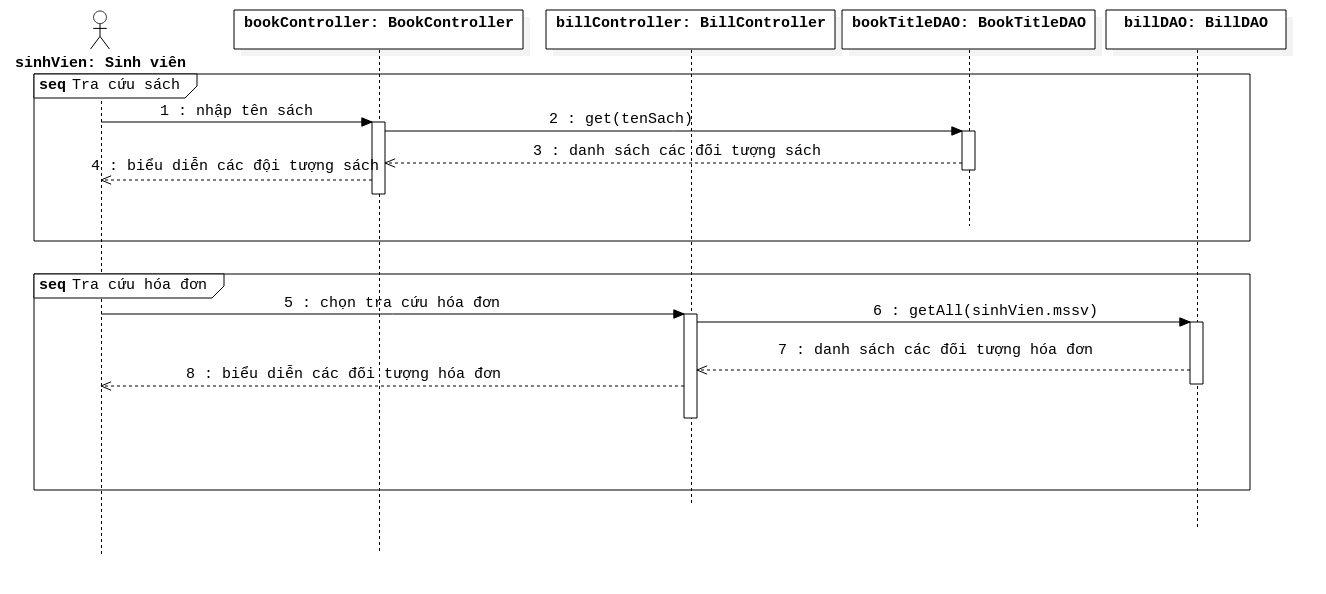 bookController: BookController
billController: BillController
bookTitleDAO: BookTitleDAO
billDAO: BillDAO
sinhVien: Sinh viên
seq Tra cứu sách
1 : nhập tên sách
2 : get(tenSach)
3 : danh sách các đối tượng sách
4 : biểu diễn các đội tượng sách
seq Tra cứu hóa đơn
5 : chọn tra cứu hóa đơn
6 : getAll(sinhVien.mssv)
7 : danh sách các đối tượng hóa đơn
8 : biểu diễn các đối tượng hóa đơn